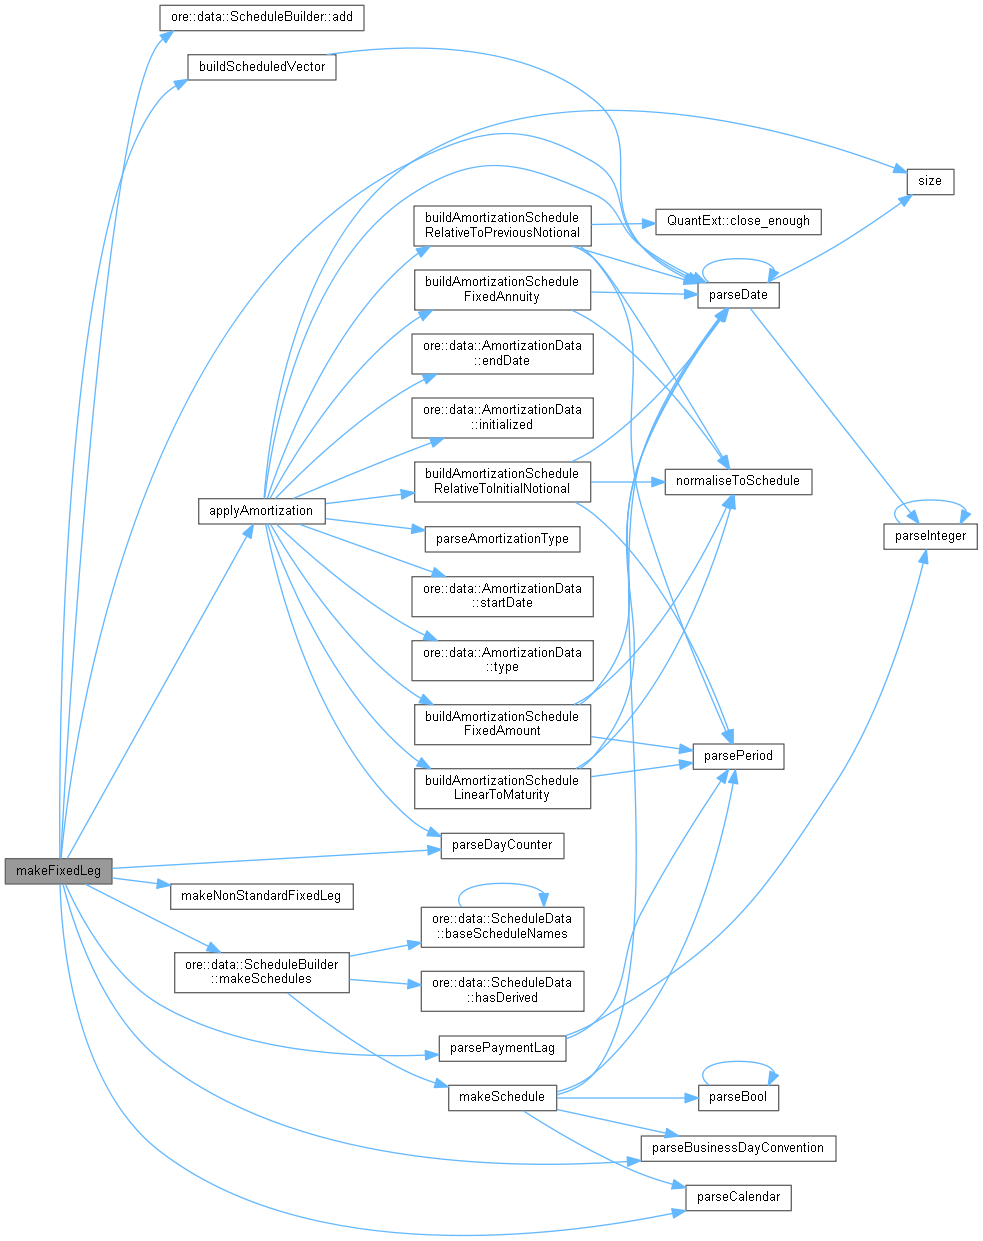 ore::data::ScheduleBuilder::add
buildScheduledVector
size
buildAmortizationSchedule
RelativeToPreviousNotional
QuantExt::close_enough
buildAmortizationSchedule
FixedAnnuity
parseDate
ore::data::AmortizationData
::endDate
ore::data::AmortizationData
::initialized
buildAmortizationSchedule
RelativeToInitialNotional
normaliseToSchedule
applyAmortization
parseAmortizationType
parseInteger
ore::data::AmortizationData
::startDate
ore::data::AmortizationData
::type
buildAmortizationSchedule
FixedAmount
parsePeriod
buildAmortizationSchedule
LinearToMaturity
parseDayCounter
makeFixedLeg
makeNonStandardFixedLeg
ore::data::ScheduleData
::baseScheduleNames
ore::data::ScheduleBuilder
::makeSchedules
ore::data::ScheduleData
::hasDerived
parsePaymentLag
makeSchedule
parseBool
parseBusinessDayConvention
parseCalendar